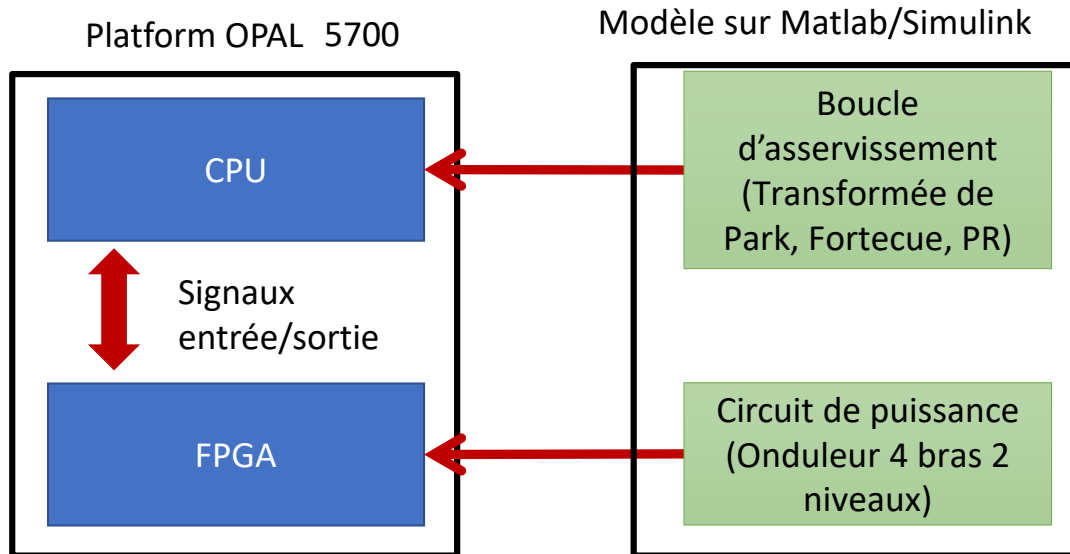 Platform OPAL 5700
Modèle sur Matlab/Simulink
CPU
Boucle
d'asservissement
(Transformée de
Park, Fortecue, PR)
Signaux
entrée/sortie
FPGA
Circuit de puissance
(Onduleur 4 bras 2
niveaux)